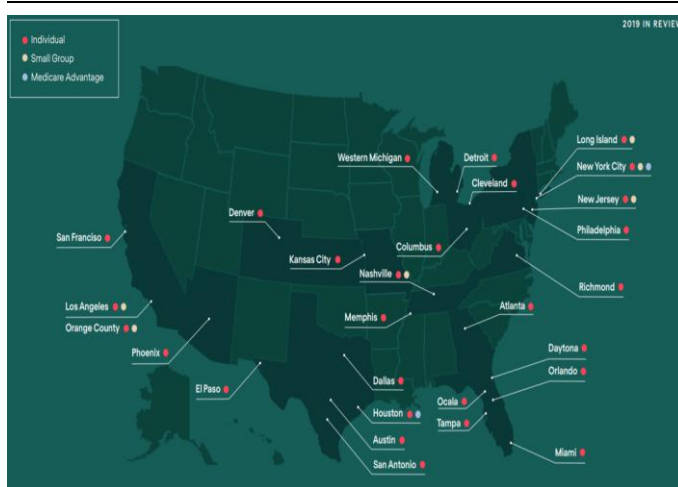 2019 IN REVIEW
Individual
Small Group
Medicare Advantage
Long Island
Western Michigan
Detroit
New York City
Cleveland
New Jersey
Denver
Philadelphia
San Franciso
Columbus
Kansas City
Nashville
Richmond
Los Angeles
Atlanta
Memphis
Orange County
Phoenix
Daytona
Orlando
Dallas
El Paso
Ocala
Houston
Tampa
Austin
Miami
San Antonio